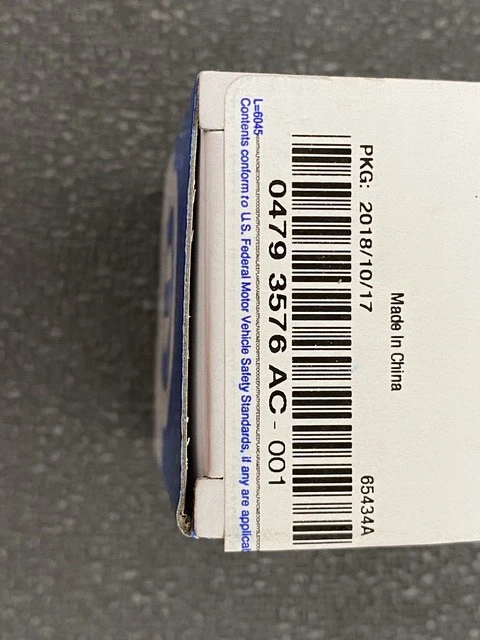 Made In China
PKG: 2018/10/17
65434A
0479 3576 AC - 001
Contents conform to U.S. Federal Motor Vehicle Safety Standards, if any are applicab
L=6045